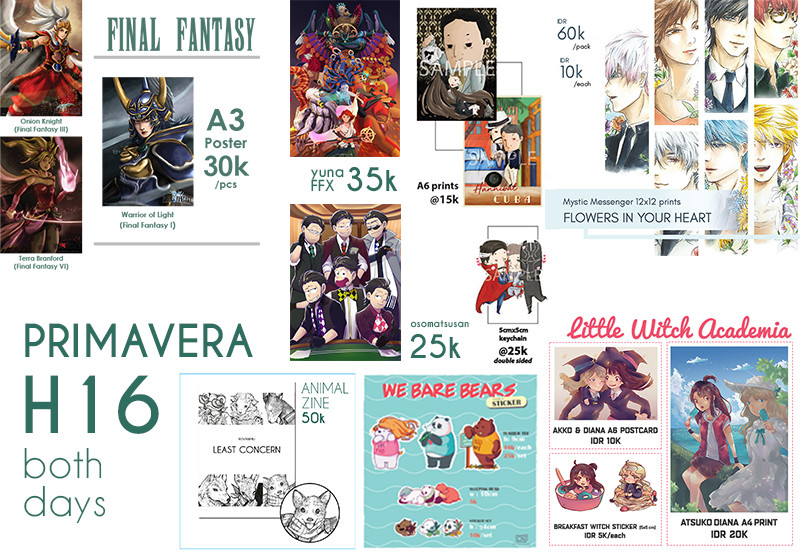 FINAL FANTASY
Onion Knight
(Final Fantasy III)
Terra Branford
(Final Fantasy VI)
Warrior of Light
(Final Fantasy I)
A3
Poster
30k
/pcs
yuna
FFX
35k
osomatsusan
25k
SAMPLE
Hannibal
CUBA
A6 prints
@15k
SAMPLE
5cmx5cm
keychain
@25k
double sided
IDR
60k
/pack
IDR
10k
/each
Mystic Messenger 12x12 prints
FLOWERS IN YOUR HEART
PRIMAVERA
H16
both
days
ANIMAL
ZINE
50k
LEAST CONCERN
WE BARE BEARS
STICKER
Little Witch Academia
AKKO & DIANA A6 POSTCARD
IDR 10K
BREAKFAST WITCH STICKER (5x5 cm)
IDR 5K/each
ATSUKO DIANA A4 PRINT
IDR 20K